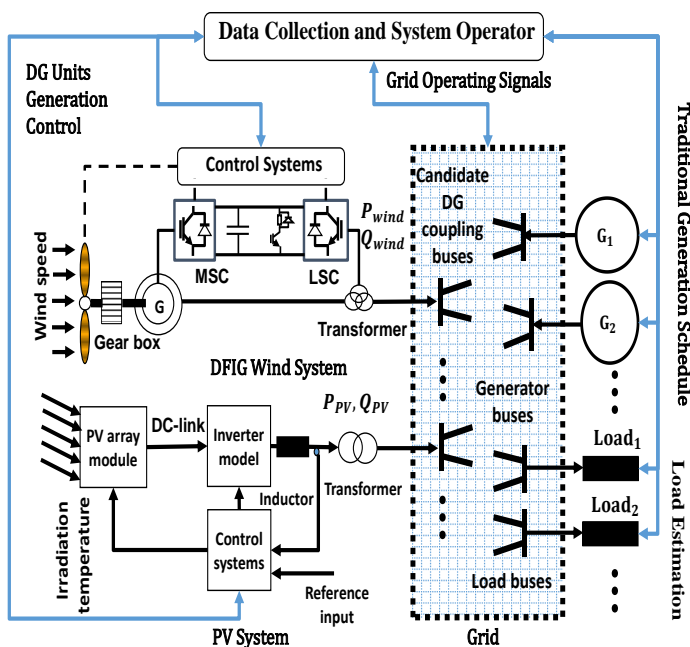 Data Collection and System Operator
DG Units
Generation
Control
Grid Operating Signals
Control Systems
Candidate
DG
coupling
buses
P_wind
Q_wind
MSC
LSC
Wind speed
G
Gear box
Transformer
DFIG Wind System
G₁
G₂
Traditional Generation Schedule
Generator
buses
P_PV, Q_PV
PV array
module
DC-link
Inverter
model
Inductor
Transformer
Load₁
Load₂
Load Estimation
Irradiation
temperature
Control
systems
Reference
input
Load buses
PV System
Grid